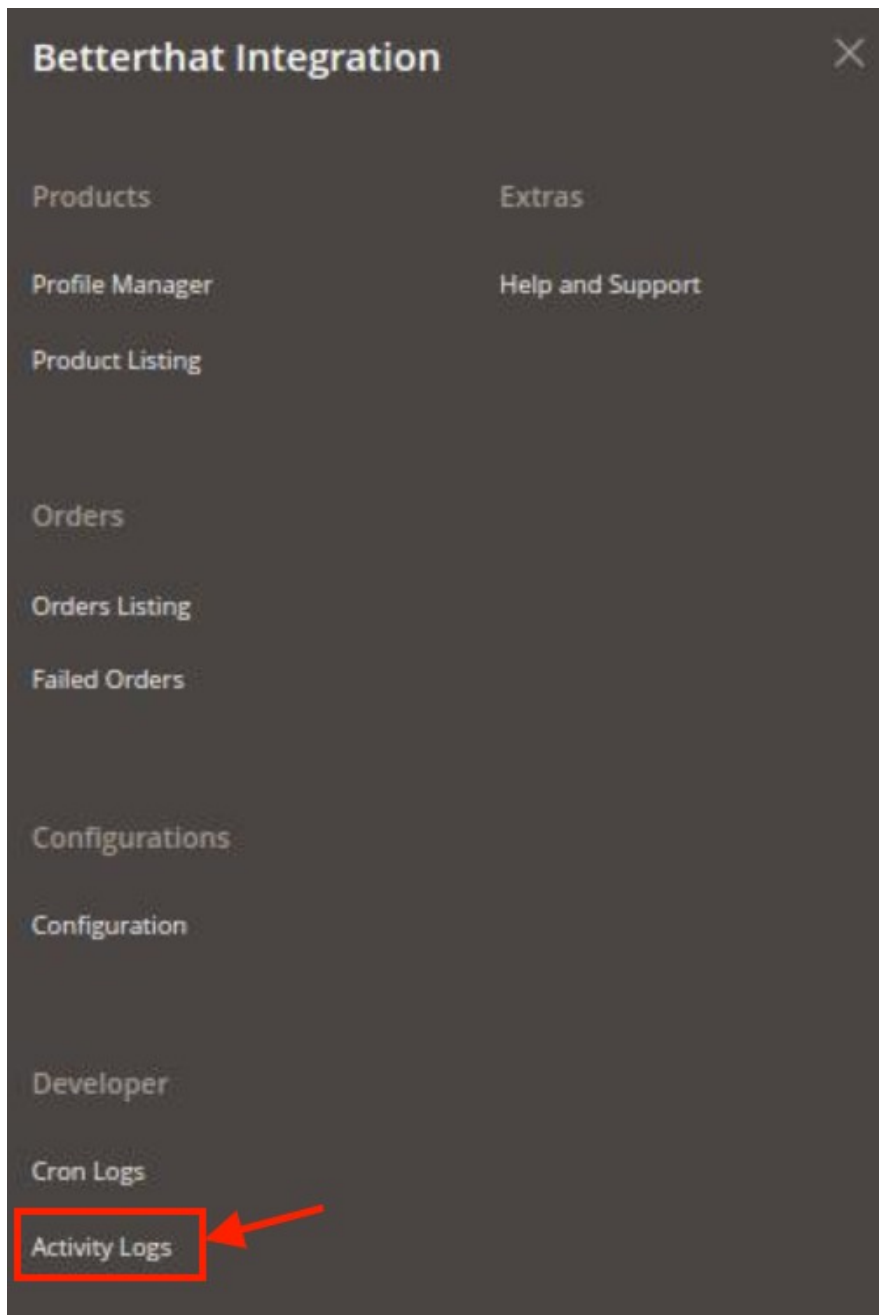 Betterthat Integration
Products
Profile Manager
Product Listing
Extras
Help and Support
Orders
Orders Listing
Failed Orders
Configurations
Configuration
Developer
Cron Logs
Activity Logs